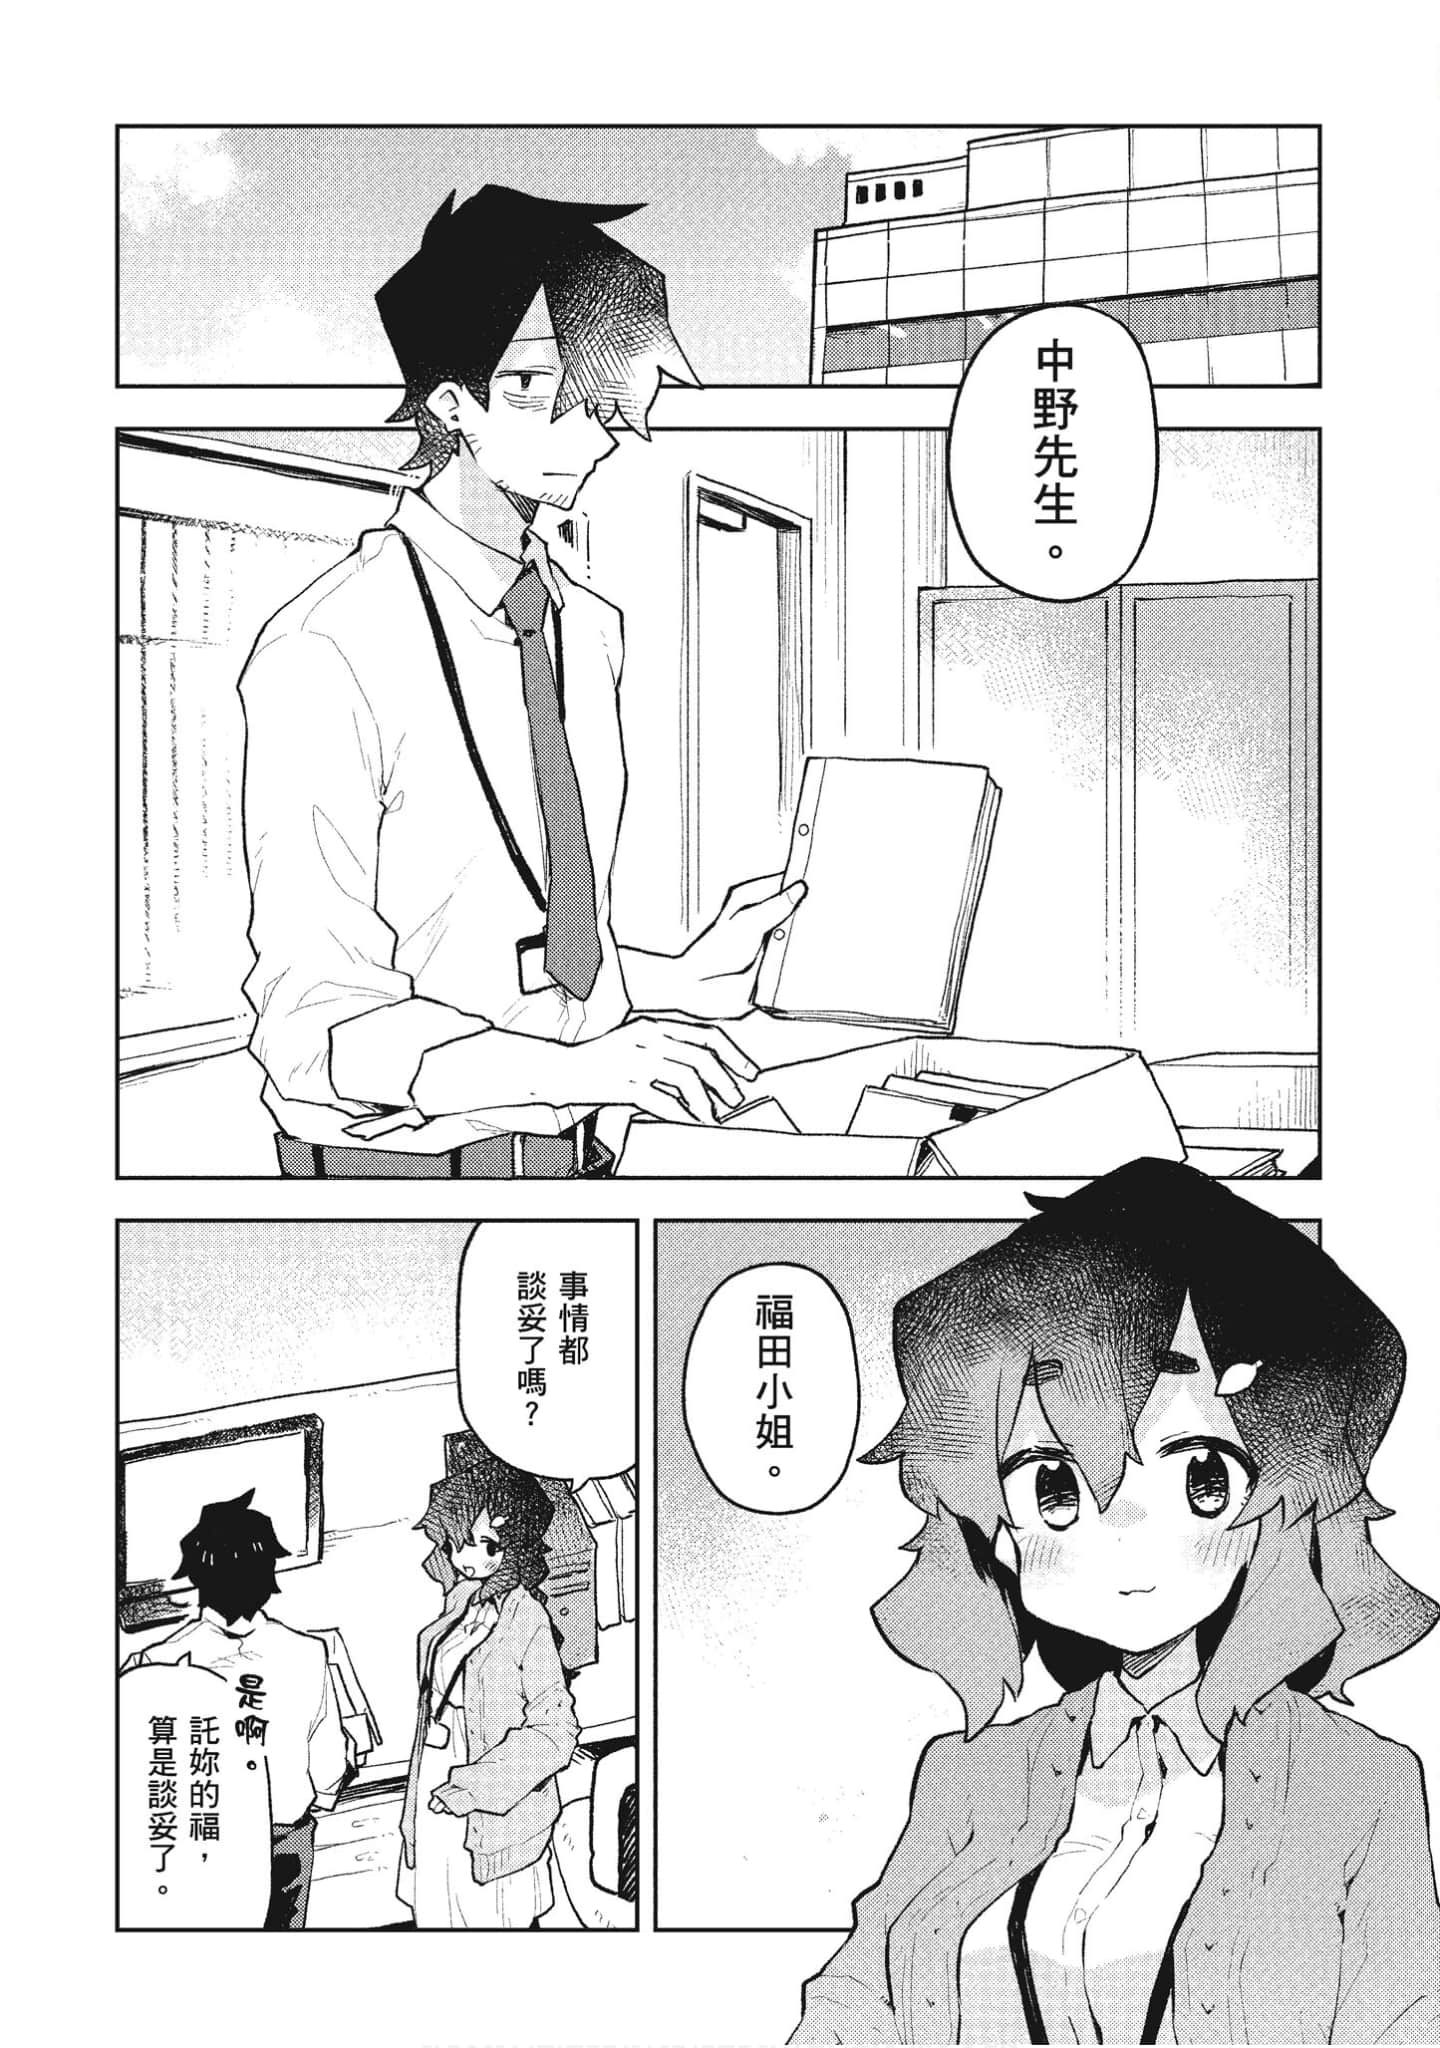 中野先生。
福田小姐。
事情都
談妥了嗎？
是啊。
託妳的福，
算是談妥了。